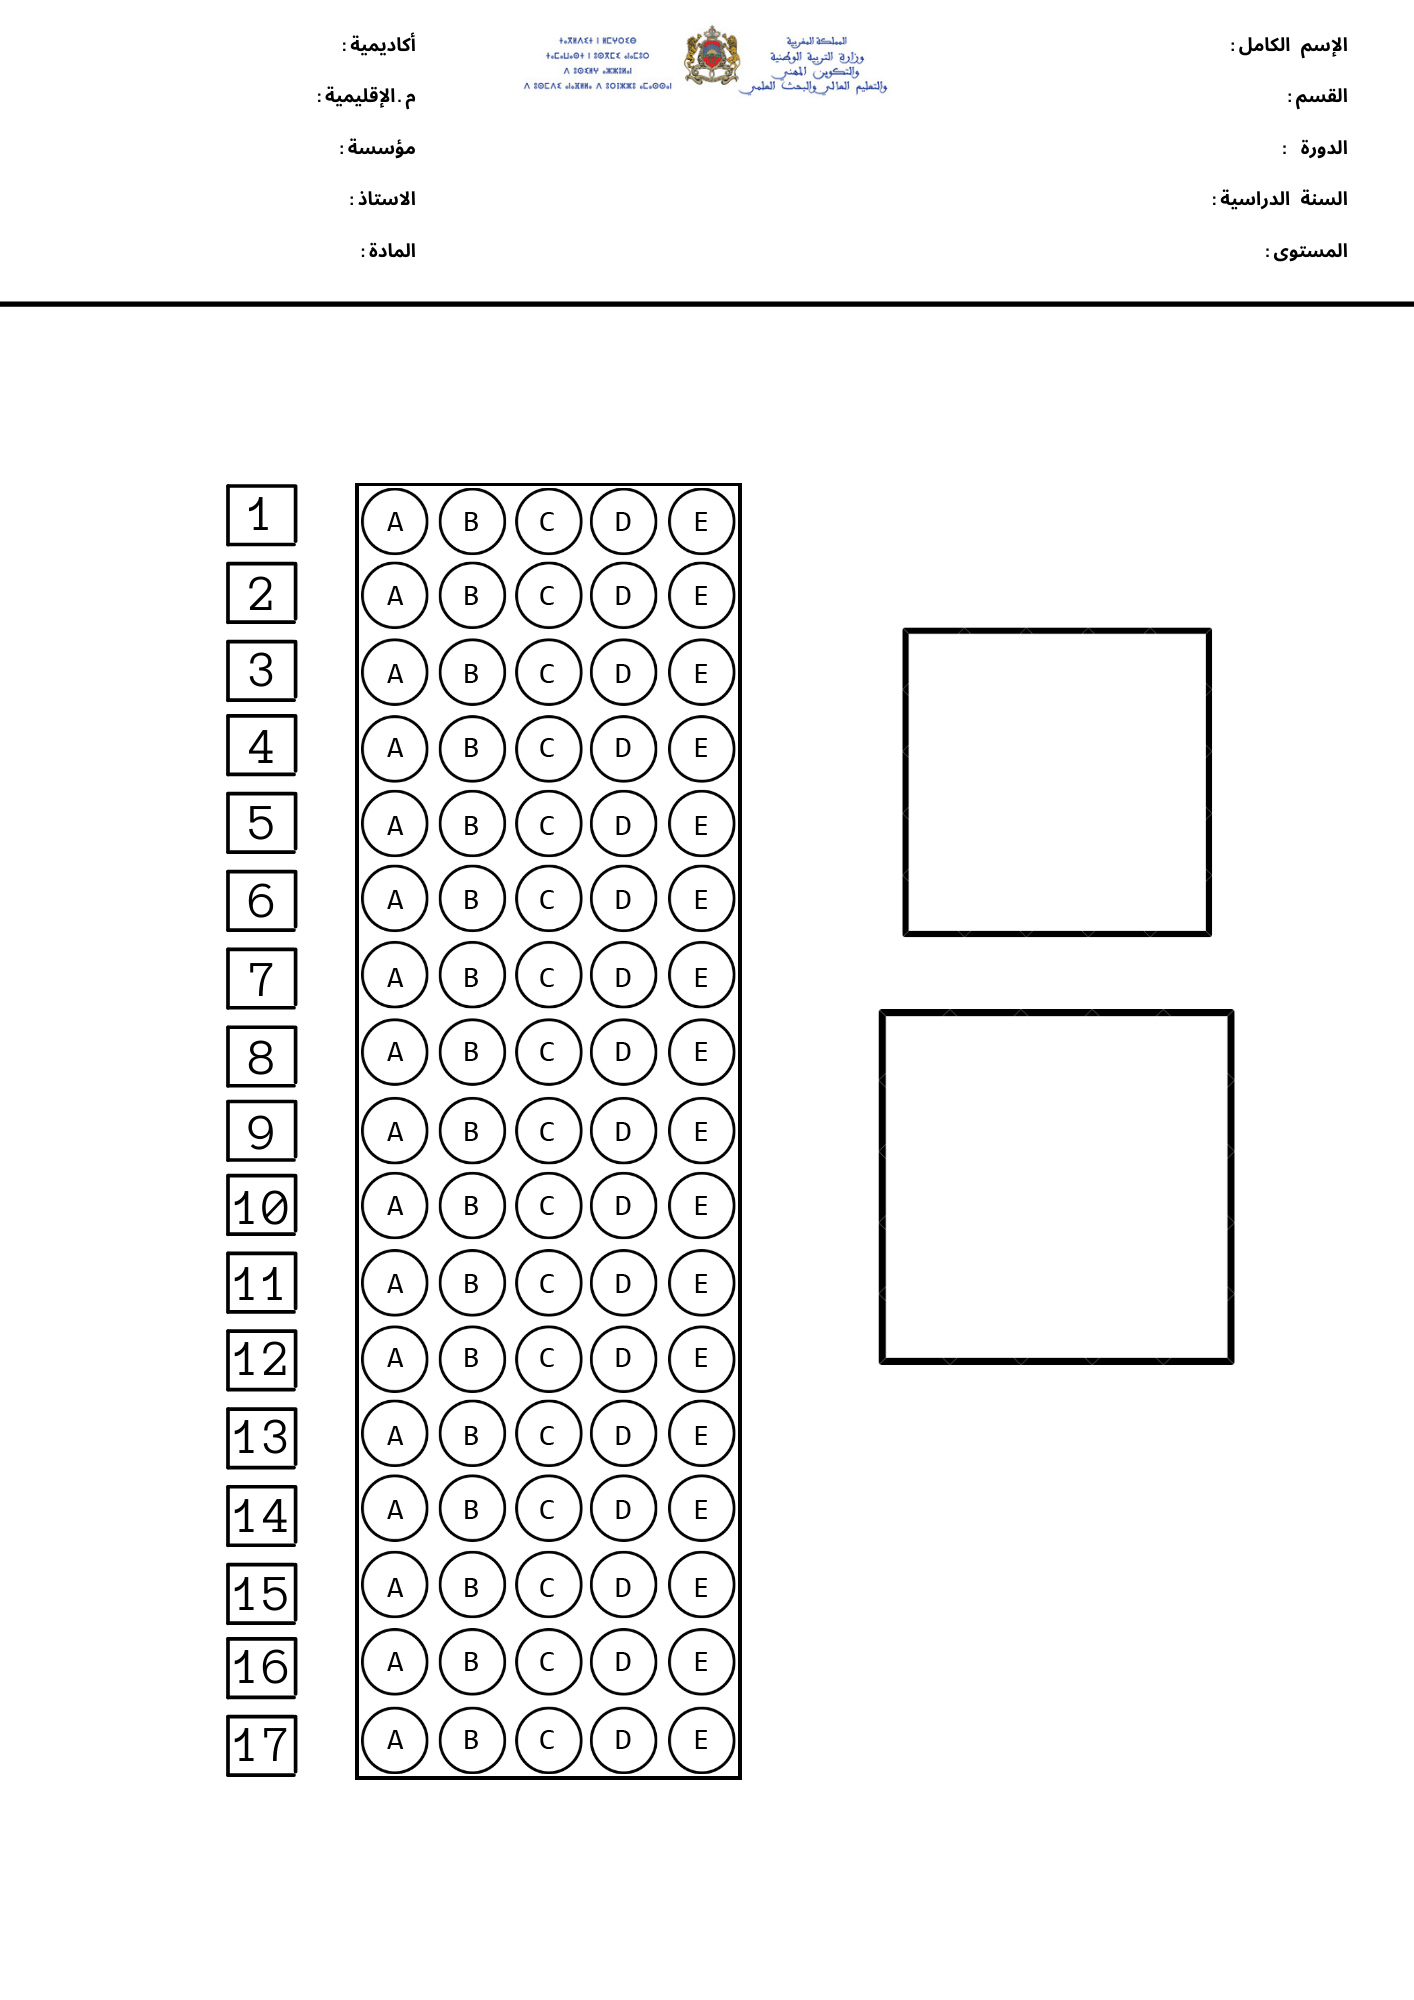 الإسم الكامل :
القسم :
الدورة :
السنة الدراسية :
المستوى :
ⵜⴰⴳⵍⴷⵉⵜ ⵏ ⵍⵎⵖⵔⵉⴱ
المملكة المغربية
وزارة التربية الوطنية
والتكوين المهني
والتعليم العالي والبحث العلمي
أكاديمية :
م.الإقليمية :
مؤسسة :
الاستاذ :
المادة :
1 A B C D E
2 A B C D E
3 A B C D E
4 A B C D E
5 A B C D E
6 A B C D E
7 A B C D E
8 A B C D E
9 A B C D E
10 A B C D E
11 A B C D E
12 A B C D E
13 A B C D E
14 A B C D E
15 A B C D E
16 A B C D E
17 A B C D E